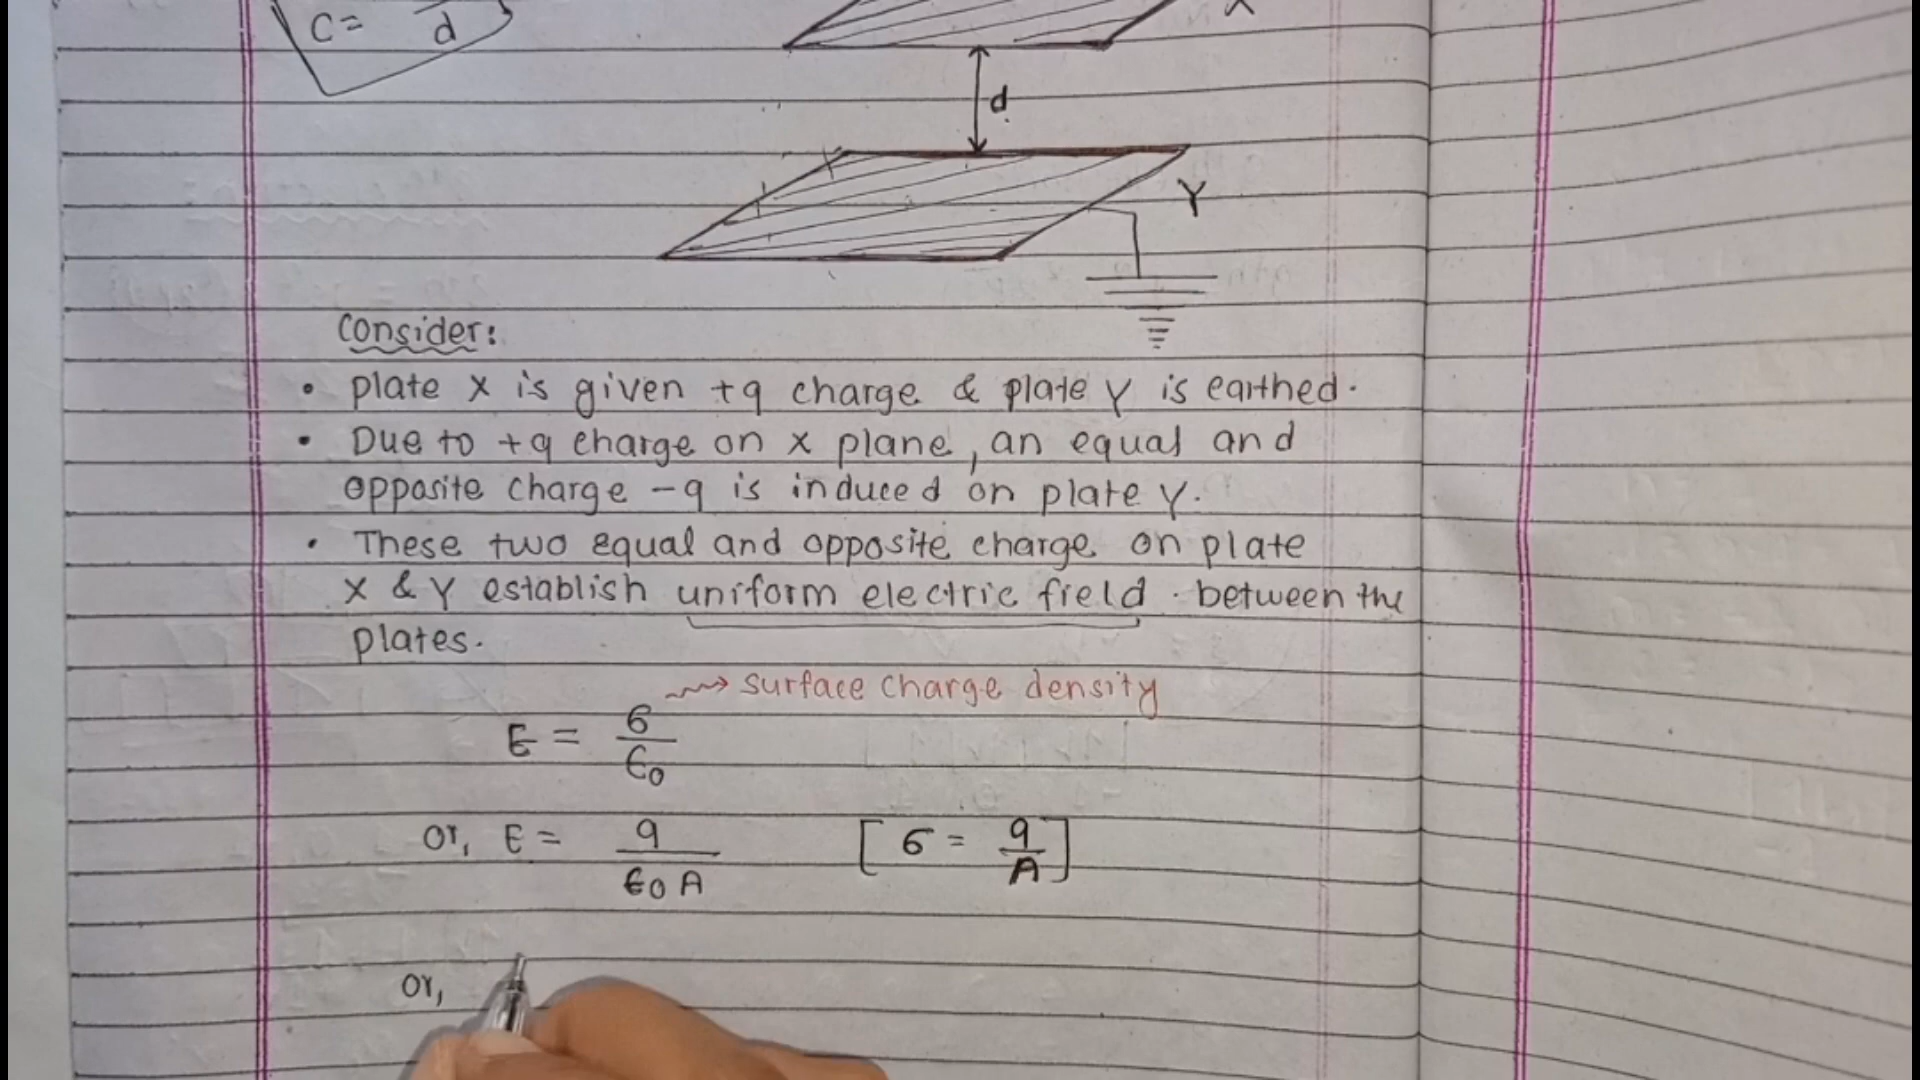 C = d
X
d
Y
Consider:
• plate X is given +q charge & plate Y is earthed.
• Due to +q charge on X plane, an equal and
opposite charge -q is induced on plate Y.
• These two equal and opposite charge on plate
X & Y establish uniform electric field. between the
plates.
→ surface charge density
E = σ / ϵ0
or, E = q / ϵ0 A [ σ = q / A ]
or,